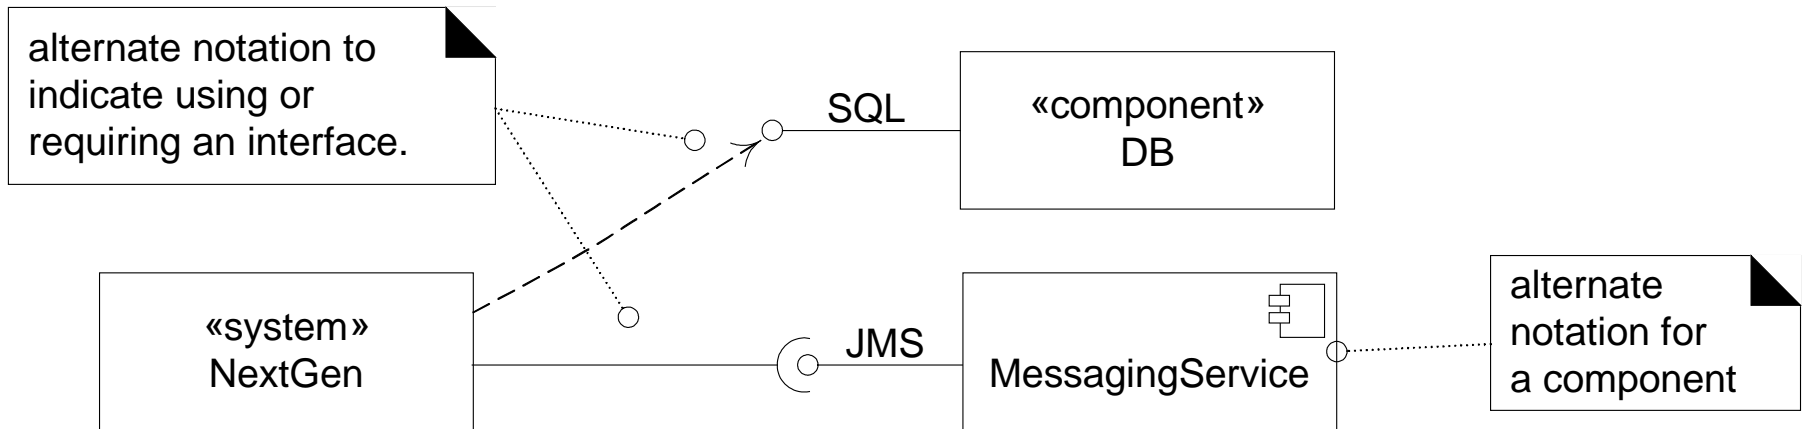 alternate notation to
indicate using or
requiring an interface.
SQL
«component»
DB
«system»
NextGen
JMS
MessagingService
alternate
notation for
a component